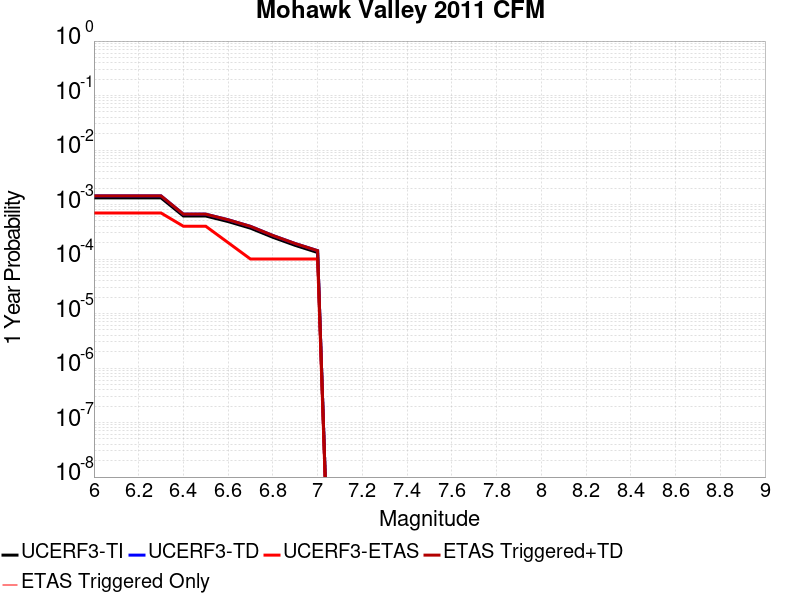 Mohawk Valley 2011 CFM
1 Year Probability
10^0
10^-1
10^-2
10^-3
10^-4
10^-5
10^-6
10^-7
10^-8
6 6.2 6.4 6.6 6.8 7 7.2 7.4 7.6 7.8 8 8.2 8.4 8.6 8.8 9
Magnitude
UCERF3-TI UCERF3-TD UCERF3-ETAS ETAS Triggered+TD
ETAS Triggered Only